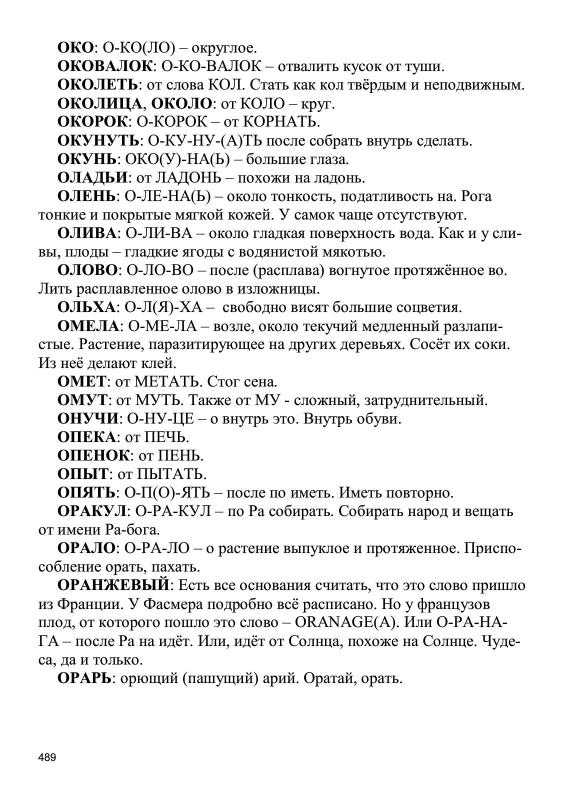 ОКО: О-КО(ЛО) – округлое.
ОКОВАЛОК: О-КО-ВАЛОК – отвалить кусок от туши.
ОКОЛЕТЬ: от слова КОЛ. Стать как кол твёрдым и неподвижным.
ОКОЛИЦА, ОКОЛО: от КОЛО – круг.
ОКОРОК: О-КОРОК – от КОРНАТЬ.
ОКУНУТЬ: О-КУ-НУ-(А)ТЬ после собрать внутрь сделать.
ОКУНЬ: ОКО(У)-НА(Ь) – большие глаза.
ОЛАДЬИ: от ЛАДОНЬ – похожи на ладонь.
ОЛЕНЬ: О-ЛЕ-НА(Ь) – около тонкость, податливость на. Рога
тонкие и покрытые мягкой кожей. У самок чаще отсутствуют.
ОЛИВА: О-ЛИ-ВА – около гладкая поверхность вода. Как и у сли-
вы, плоды – гладкие ягоды с водянистой мякотью.
ОЛОВО: О-ЛО-ВО – после (расплава) вогнутое протяжённое во.
Лить расплавленное олово в изложницы.
ОЛЬХА: О-Л(Я)-ХА – свободно висят большие соцветия.
ОМЕЛА: О-МЕ-ЛА – возле, около текучий медленный разлапи-
стые. Растение, паразитирующее на других деревьях. Сосёт их соки.
Из неё делают клей.
ОМЕТ: от МЕТАТЬ. Стог сена.
ОМУТ: от МУТЬ. Также от МУ - сложный, затруднительный.
ОНУЧИ: О-НУ-ЦЕ – о внутрь это. Внутрь обуви.
ОПЕКА: от ПЕЧЬ.
ОПЕНОК: от ПЕНЬ.
ОПЫТ: от ПЫТАТЬ.
ОПЯТЬ: О-П(О)-ЯТЬ – после по иметь. Иметь повторно.
ОРАКУЛ: О-РА-КУЛ – по Ра собирать. Собирать народ и вещать
от имени Ра-бога.
ОРАЛО: О-РА-ЛО – о растение выпуклое и протяженное. Приспо-
собление орать, пахать.
ОРАНЖЕВЫЙ: Есть все основания считать, что это слово пришло
из Франции. У Фасмера подробно всё расписано. Но у французов
плод, от которого пошло это слово – ORANAGE(A). Или О-РА-НА-
ГА – после Ра на идёт. Или, идёт от Солнца, похоже на Солнце. Чуде-
са, да и только.
ОРАРЬ: орющий (пашущий) арий. Оратай, орать.
489